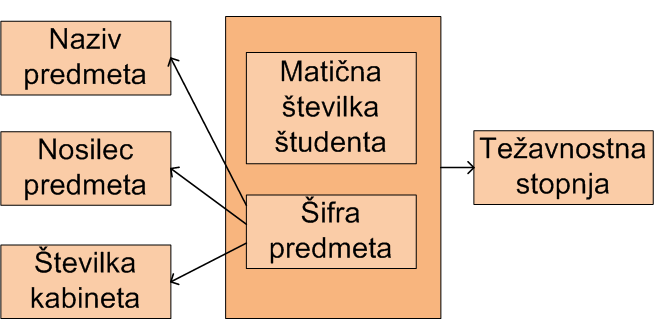 Naziv
predmeta
Nosilec
predmeta
Številka
kabineta
Matična
številka
študenta
Šifra
predmeta
Težavnostna
stopnja